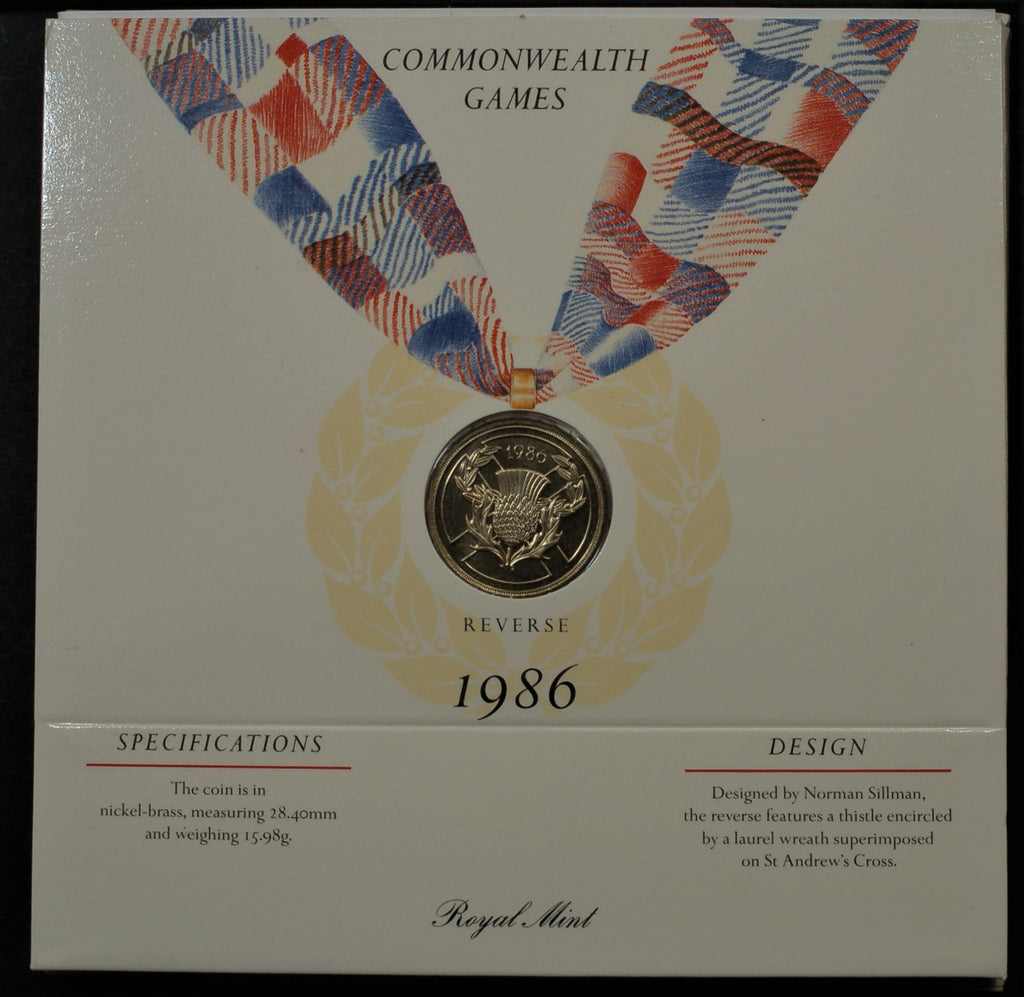 COMMONWEALTH
GAMES
1986
REVERSE
1986
SPECIFICATIONS
The coin is in
nickel-brass, measuring 28.40mm
and weighing 15.98g.
DESIGN
Designed by Norman Sillman,
the reverse features a thistle encircled
by a laurel wreath superimposed
on St Andrew's Cross.
Royal Mint